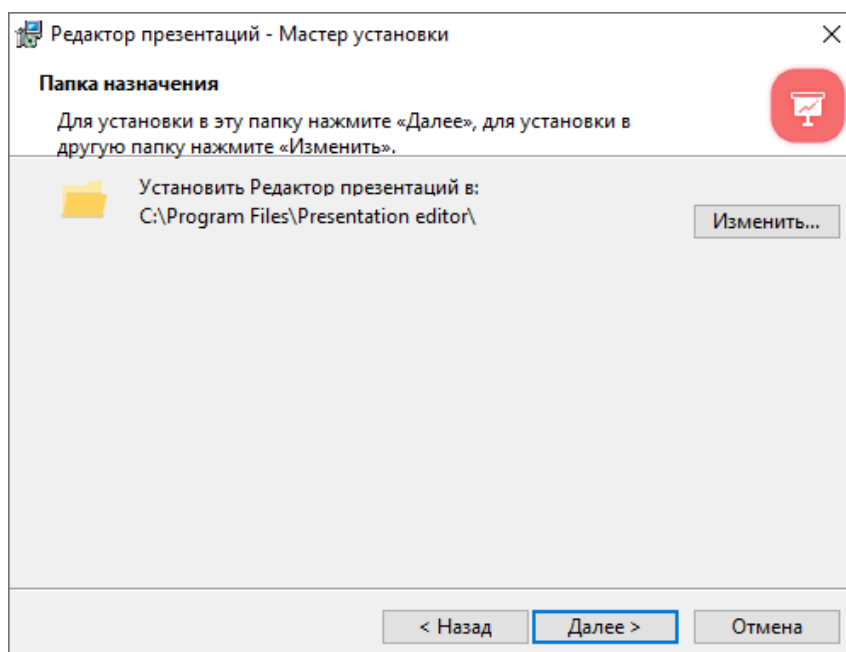 Редактор презентаций - Мастер установки
Папка назначения
Для установки в эту папку нажмите «Далее», для установки в
другую папку нажмите «Изменить».
Установить Редактор презентаций в:
C:\Program Files\Presentation editor\
Изменить...
< Назад
Далее >
Отмена